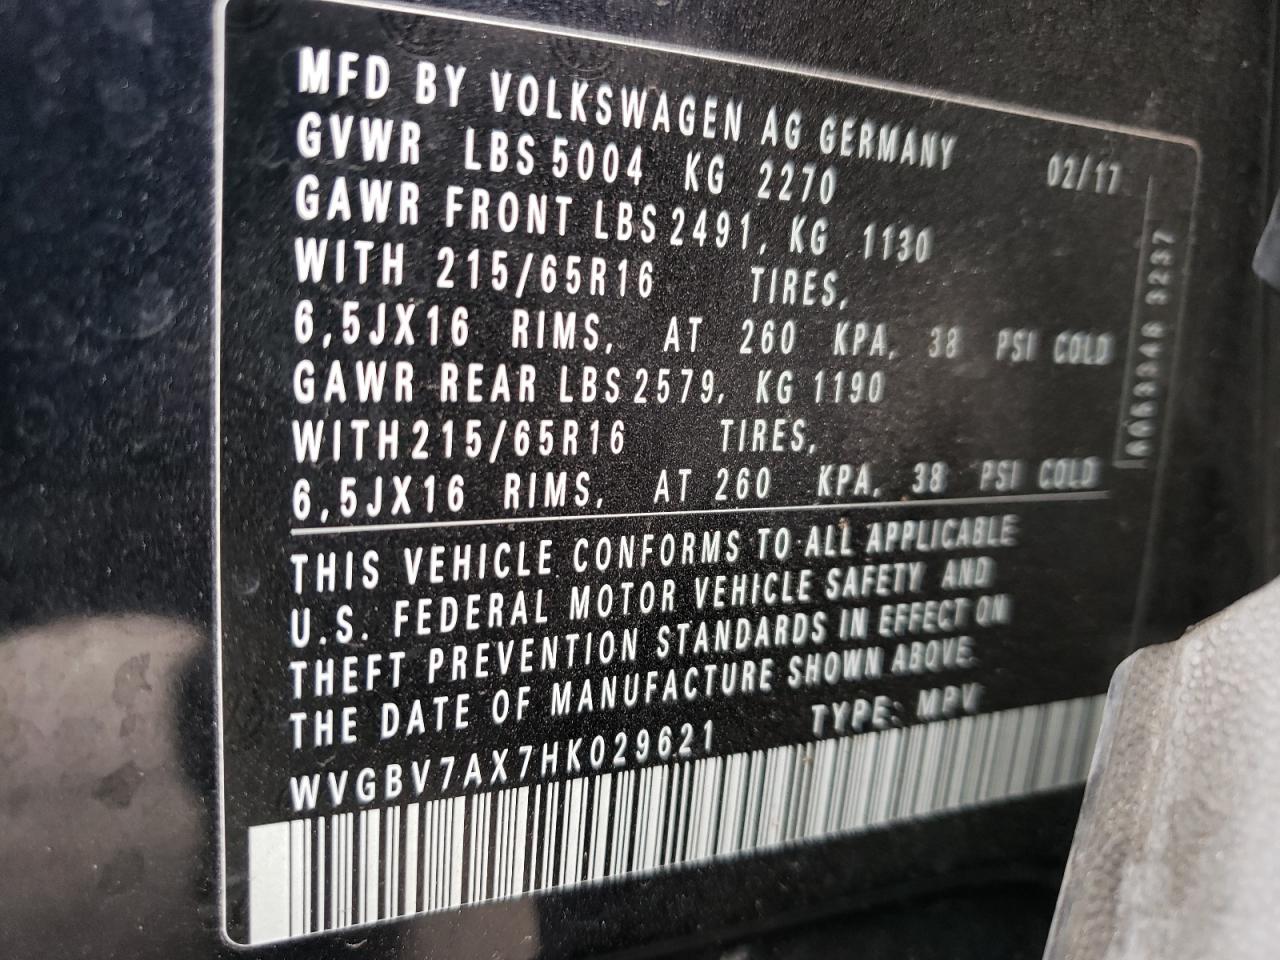 MFD BY VOLKSWAGEN AG GERMANY 02/17
GVWR LBS 5004 KG 2270
GAWR FRONT LBS 2491, KG 1130
WITH 215/65R16 TIRES,
6,5JX16 RIMS, AT 260 KPA, 38 PSI COLD
GAWR REAR LBS 2579, KG 1190
WITH 215/65R16 TIRES,
6,5JX16 RIMS, AT 260 KPA, 38 PSI COLD
THIS VEHICLE CONFORMS TO ALL APPLICABLE
U.S. FEDERAL MOTOR VEHICLE SAFETY AND
THEFT PREVENTION STANDARDS IN EFFECT ON
THE DATE OF MANUFACTURE SHOWN ABOVE.
WVGBV7AX7HK029621 TYPE: MPV